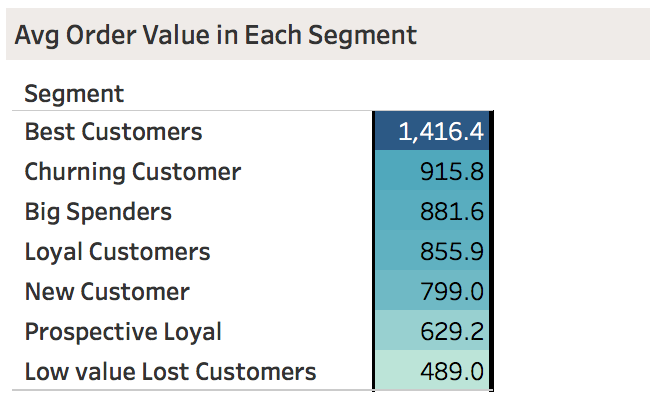 Avg Order Value in Each Segment
Segment
Best Customers 1,416.4
Churning Customer 915.8
Big Spenders 881.6
Loyal Customers 855.9
New Customer 799.0
Prospective Loyal 629.2
Low value Lost Customers 489.0